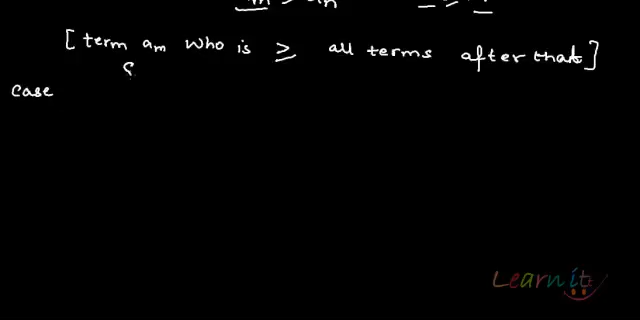 [term am who is ≥ all terms after that]
case
Learnit